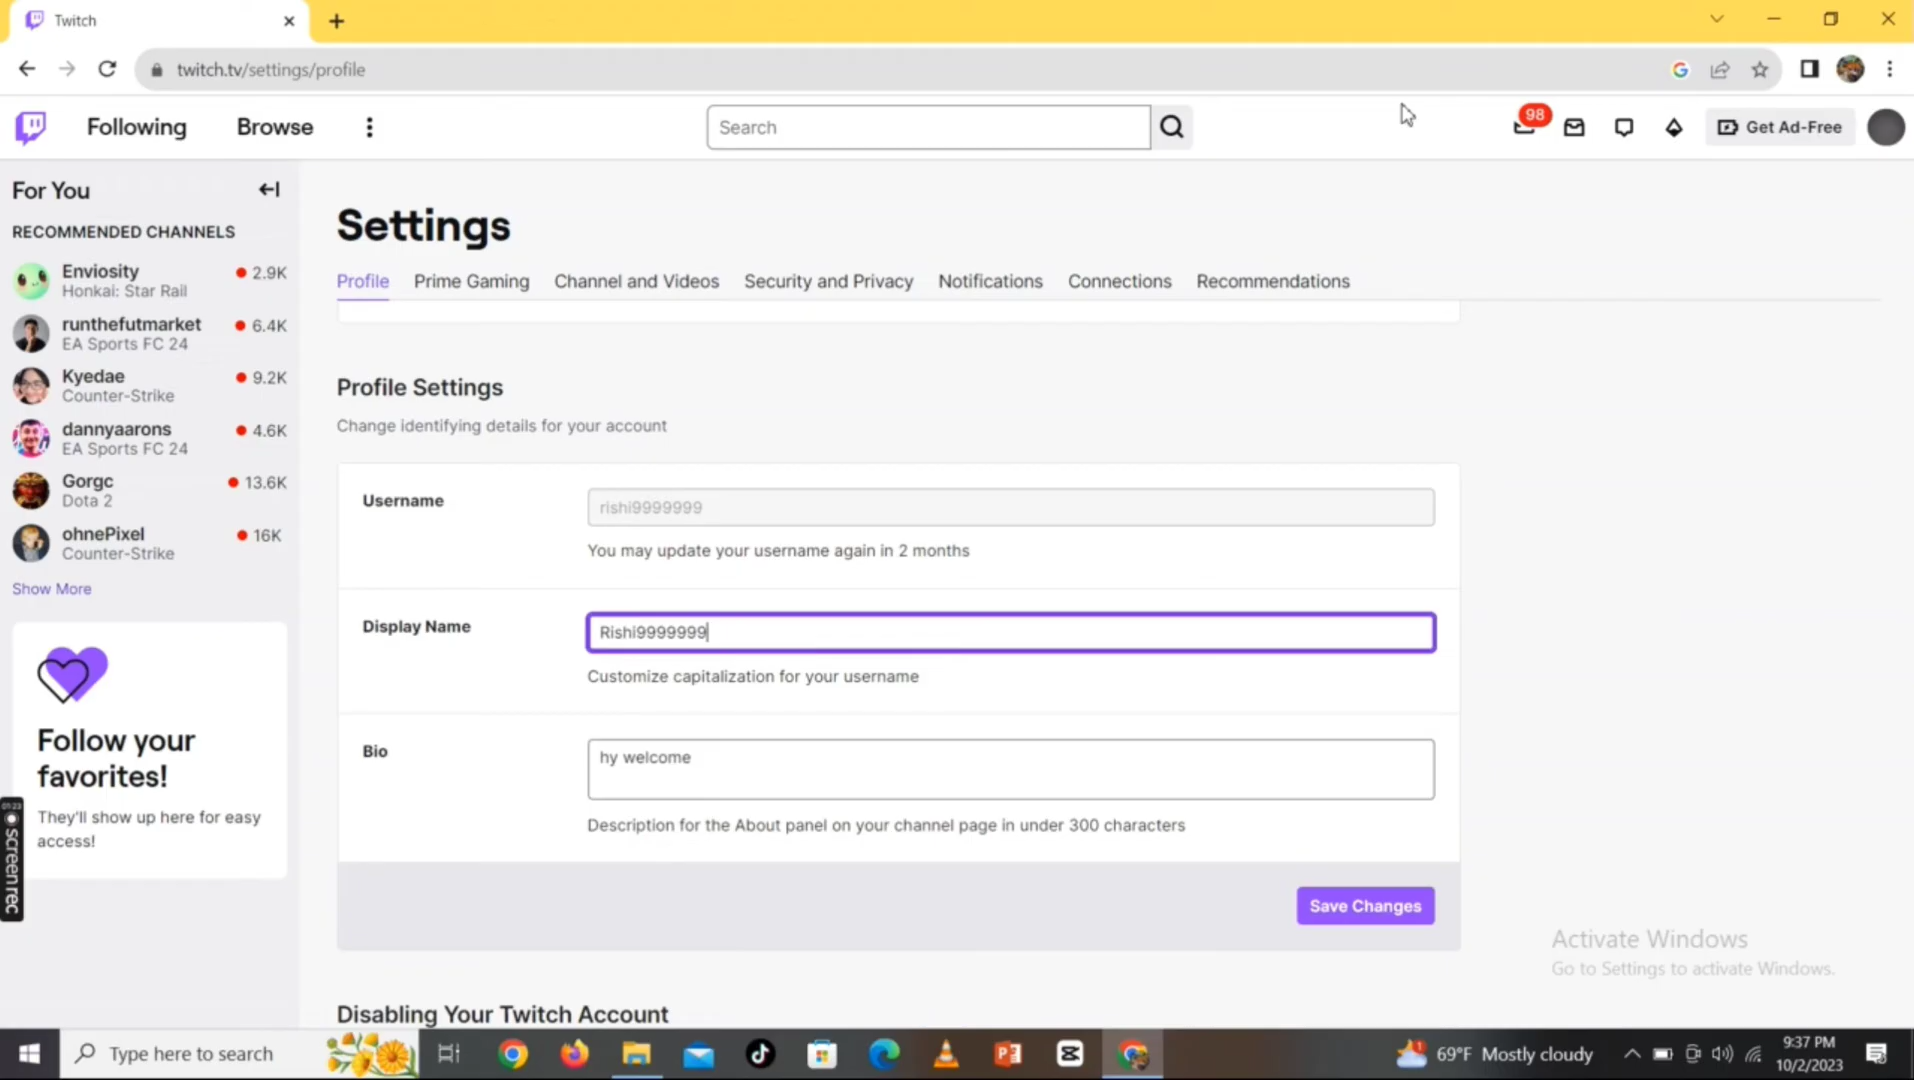 Twitch
twitch.tv/settings/profile
Following
Browse
Search
98
Get Ad-Free
For You
RECOMMENDED CHANNELS
Enviosity
2.9K
Honkai: Star Rail
runthefutmarket
6.4K
EA Sports FC 24
Kyedae
9.2K
Counter-Strike
dannyaarons
4.6K
EA Sports FC 24
Gorgc
13.6K
Dota 2
ohnePixel
16K
Counter-Strike
Show More
Follow your
favorites!
They'll show up here for easy
access!
01:23
screenrec
Settings
Profile
Prime Gaming
Channel and Videos
Security and Privacy
Notifications
Connections
Recommendations
Profile Settings
Change identifying details for your account
Username
rishi9999999
You may update your username again in 2 months
Display Name
Rishi9999999
Customize capitalization for your username
Bio
hy welcome
Description for the About panel on your channel page in under 300 characters
Save Changes
Disabling Your Twitch Account
Activate Windows
Go to Settings to activate Windows.
Type here to search
69°F Mostly cloudy
9:37 PM
10/2/2023